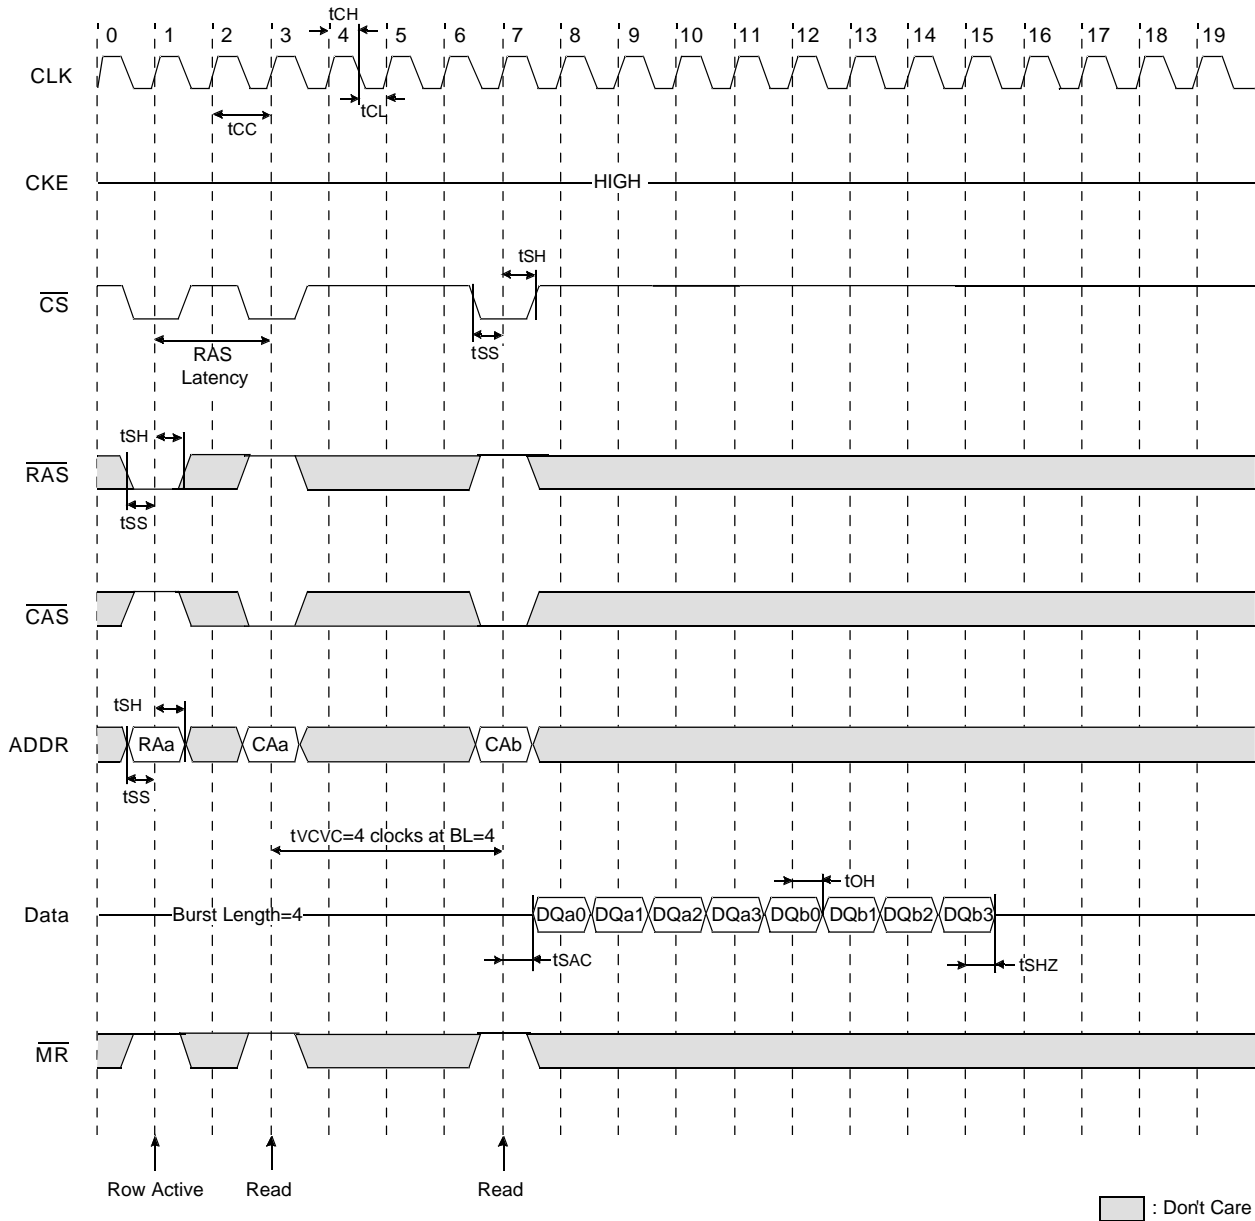 tCH
0 1 2 3 4 5 6 7 8 9 10 11 12 13 14 15 16 17 18 19
CLK
tCL
tCC
CKE
HIGH
tSH
CS
tSS
RAS
Latency
tSH
RAS
tSS
CAS
tSH
ADDR RAa CAa CAb
tSS
tVCVC=4 clocks at BL=4
tOH
Data Burst Length=4 DQa0 DQa1 DQa2 DQa3 DQb0 DQb1 DQb2 DQb3
tSAC tSHZ
MR
Row Active Read Read
: Don't Care